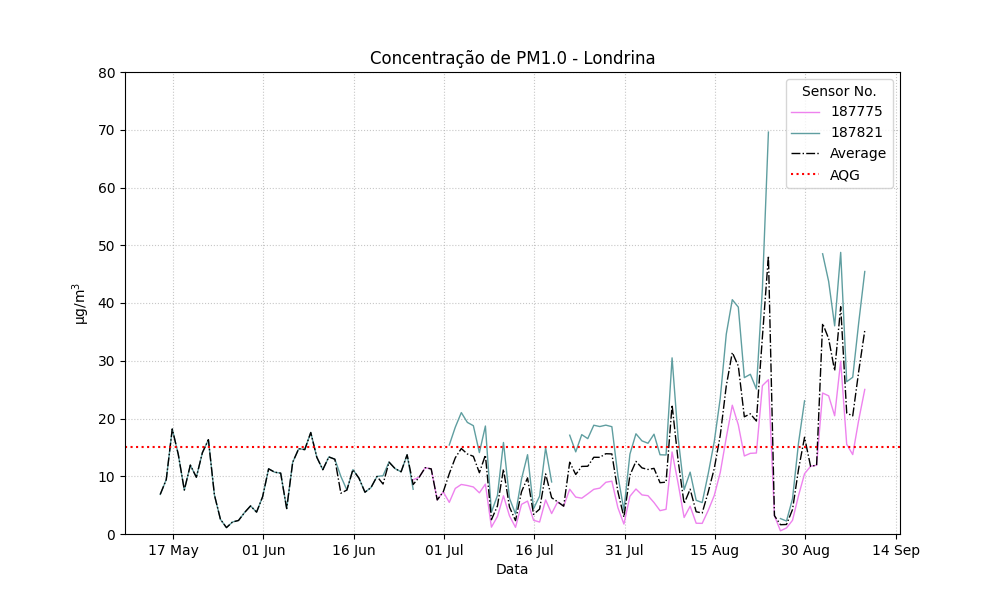 Concentração de PM1.0 - Londrina
80
70
60
50
40
30
20
10
0
µg/m³
Sensor No.
187775
187821
Average
AQG
17 May
01 Jun
16 Jun
01 Jul
16 Jul
31 Jul
15 Aug
30 Aug
14 Sep
Data